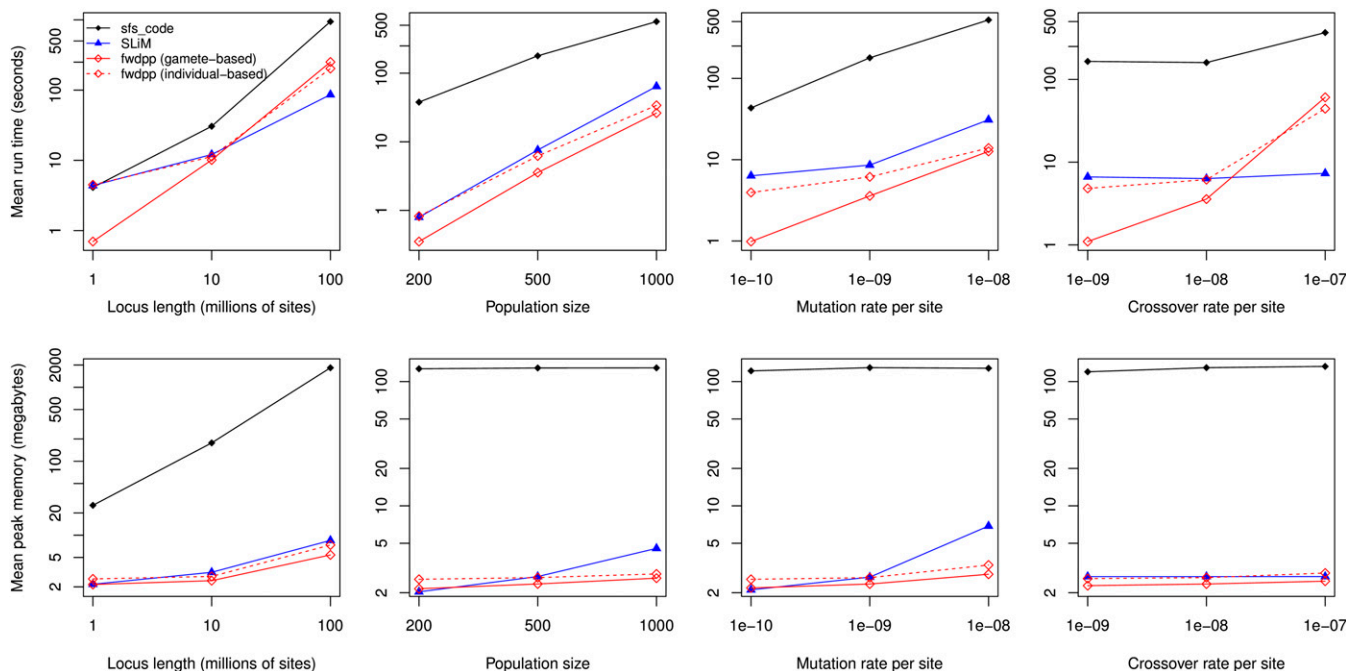 sfs_code
SLiM
fwdpp (gamete−based)
fwdpp (individual−based)
Mean run time (seconds)
500
100
10
1
1 10 100
Locus length (millions of sites)
500
100
10
1
200 500 1000
Population size
500
100
10
1
1e−10 1e−09 1e−08
Mutation rate per site
500
100
10
1
1e−09 1e−08 1e−07
Crossover rate per site
Mean peak memory (megabytes)
2000
500
100
20
5
2
1 10 100
Locus length (millions of sites)
100
50
20
10
5
2
200 500 1000
Population size
100
50
20
10
5
2
1e−10 1e−09 1e−08
Mutation rate per site
100
50
20
10
5
2
1e−09 1e−08 1e−07
Crossover rate per site